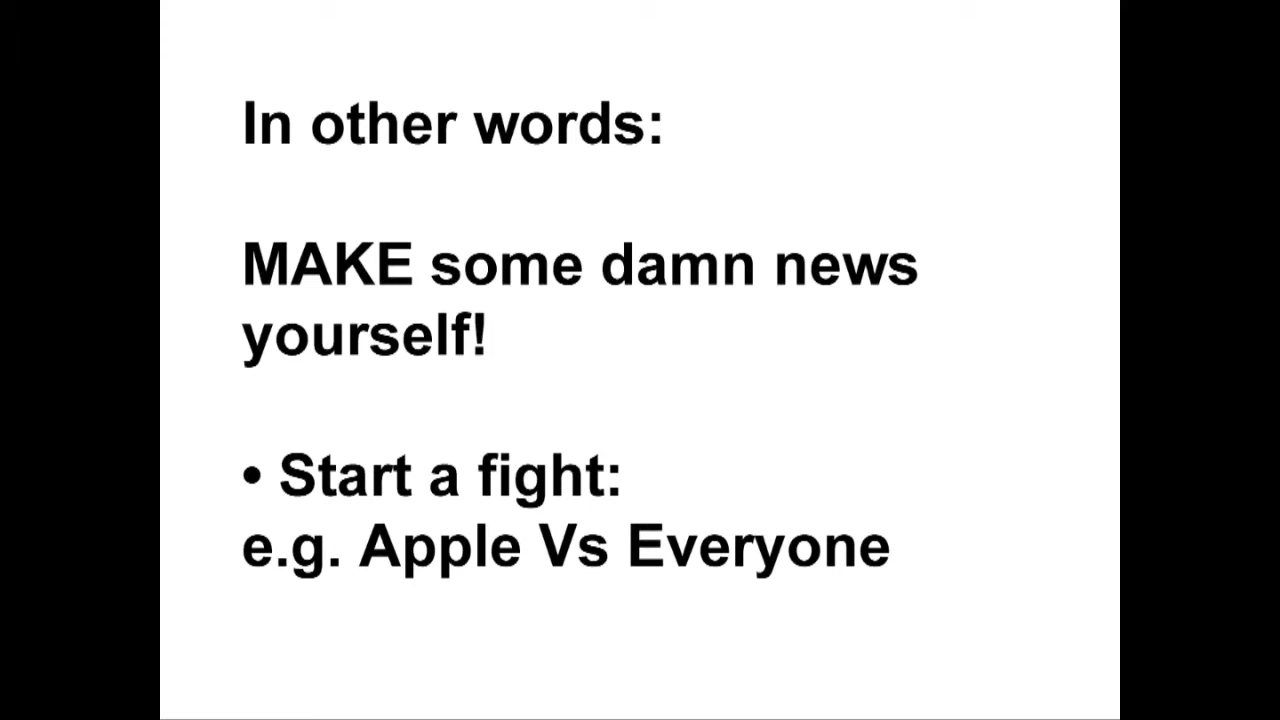 In other words:
MAKE some damn news
yourself!
• Start a fight:
e.g. Apple Vs Everyone